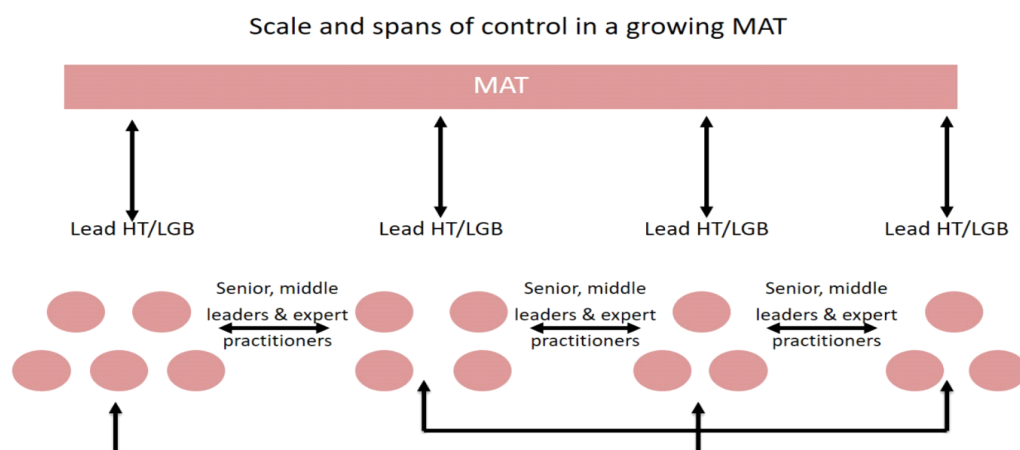 Scale and spans of control in a growing MAT
MAT
Lead HT/LGB
Lead HT/LGB
Lead HT/LGB
Lead HT/LGB
Senior, middle
leaders & expert
practitioners
Senior, middle
leaders & expert
practitioners
Senior, middle
leaders & expert
practitioners